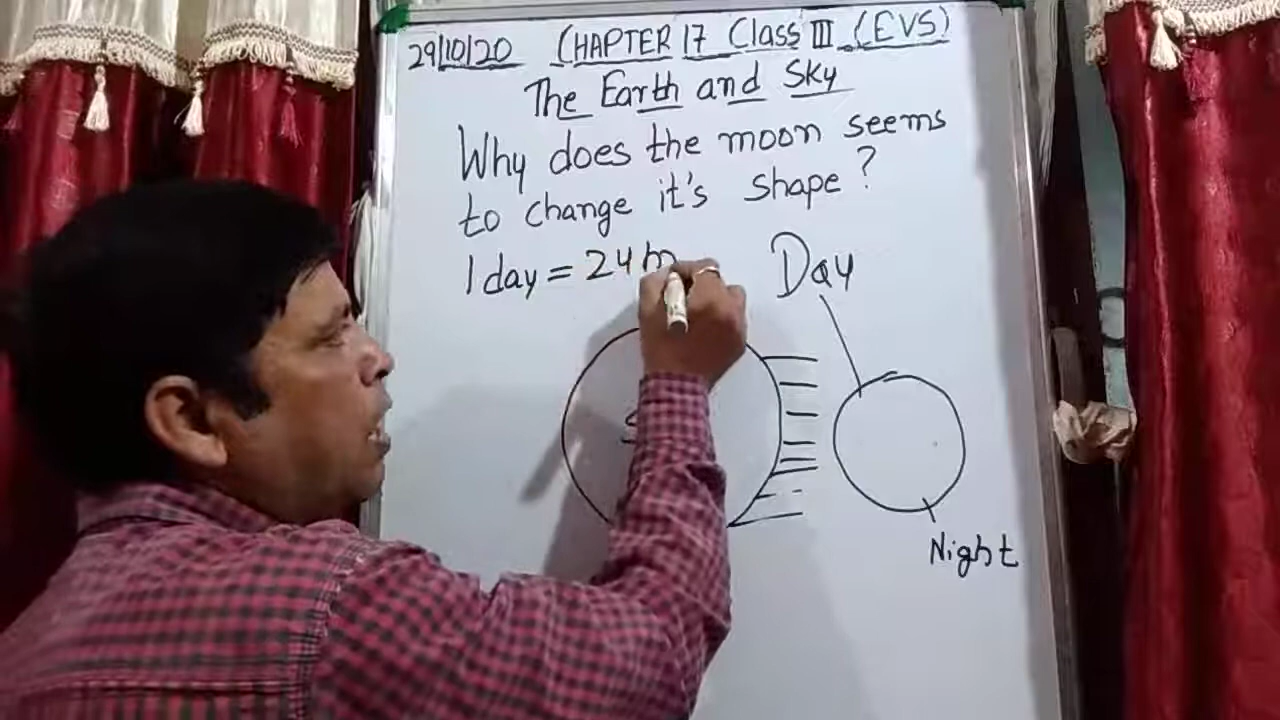 29/10/20 CHAPTER 17 Class III (EVS)
The Earth and Sky
Why does the moon seems
to change it's shape ?
1 day = 24 h
Day
S
Night